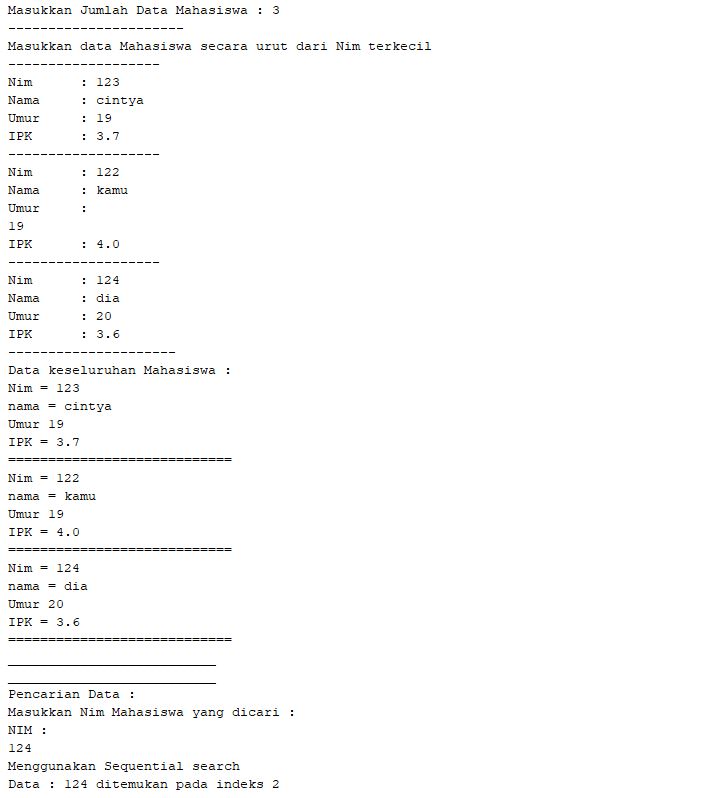 Masukkan Jumlah Data Mahasiswa : 3
----------------------
Masukkan data Mahasiswa secara urut dari Nim terkecil
-------------------
Nim      : 123
Nama     : cintya
Umur     : 19
IPK      : 3.7
-------------------
Nim      : 122
Nama     : kamu
Umur     :
19
IPK      : 4.0
-------------------
Nim      : 124
Nama     : dia
Umur     : 20
IPK      : 3.6
---------------------
Data keseluruhan Mahasiswa :
Nim = 123
nama = cintya
Umur 19
IPK = 3.7
============================
Nim = 122
nama = kamu
Umur 19
IPK = 4.0
============================
Nim = 124
nama = dia
Umur 20
IPK = 3.6
============================
__________________________
__________________________
Pencarian Data :
Masukkan Nim Mahasiswa yang dicari :
NIM :
124
Menggunakan Sequential search
Data : 124 ditemukan pada indeks 2